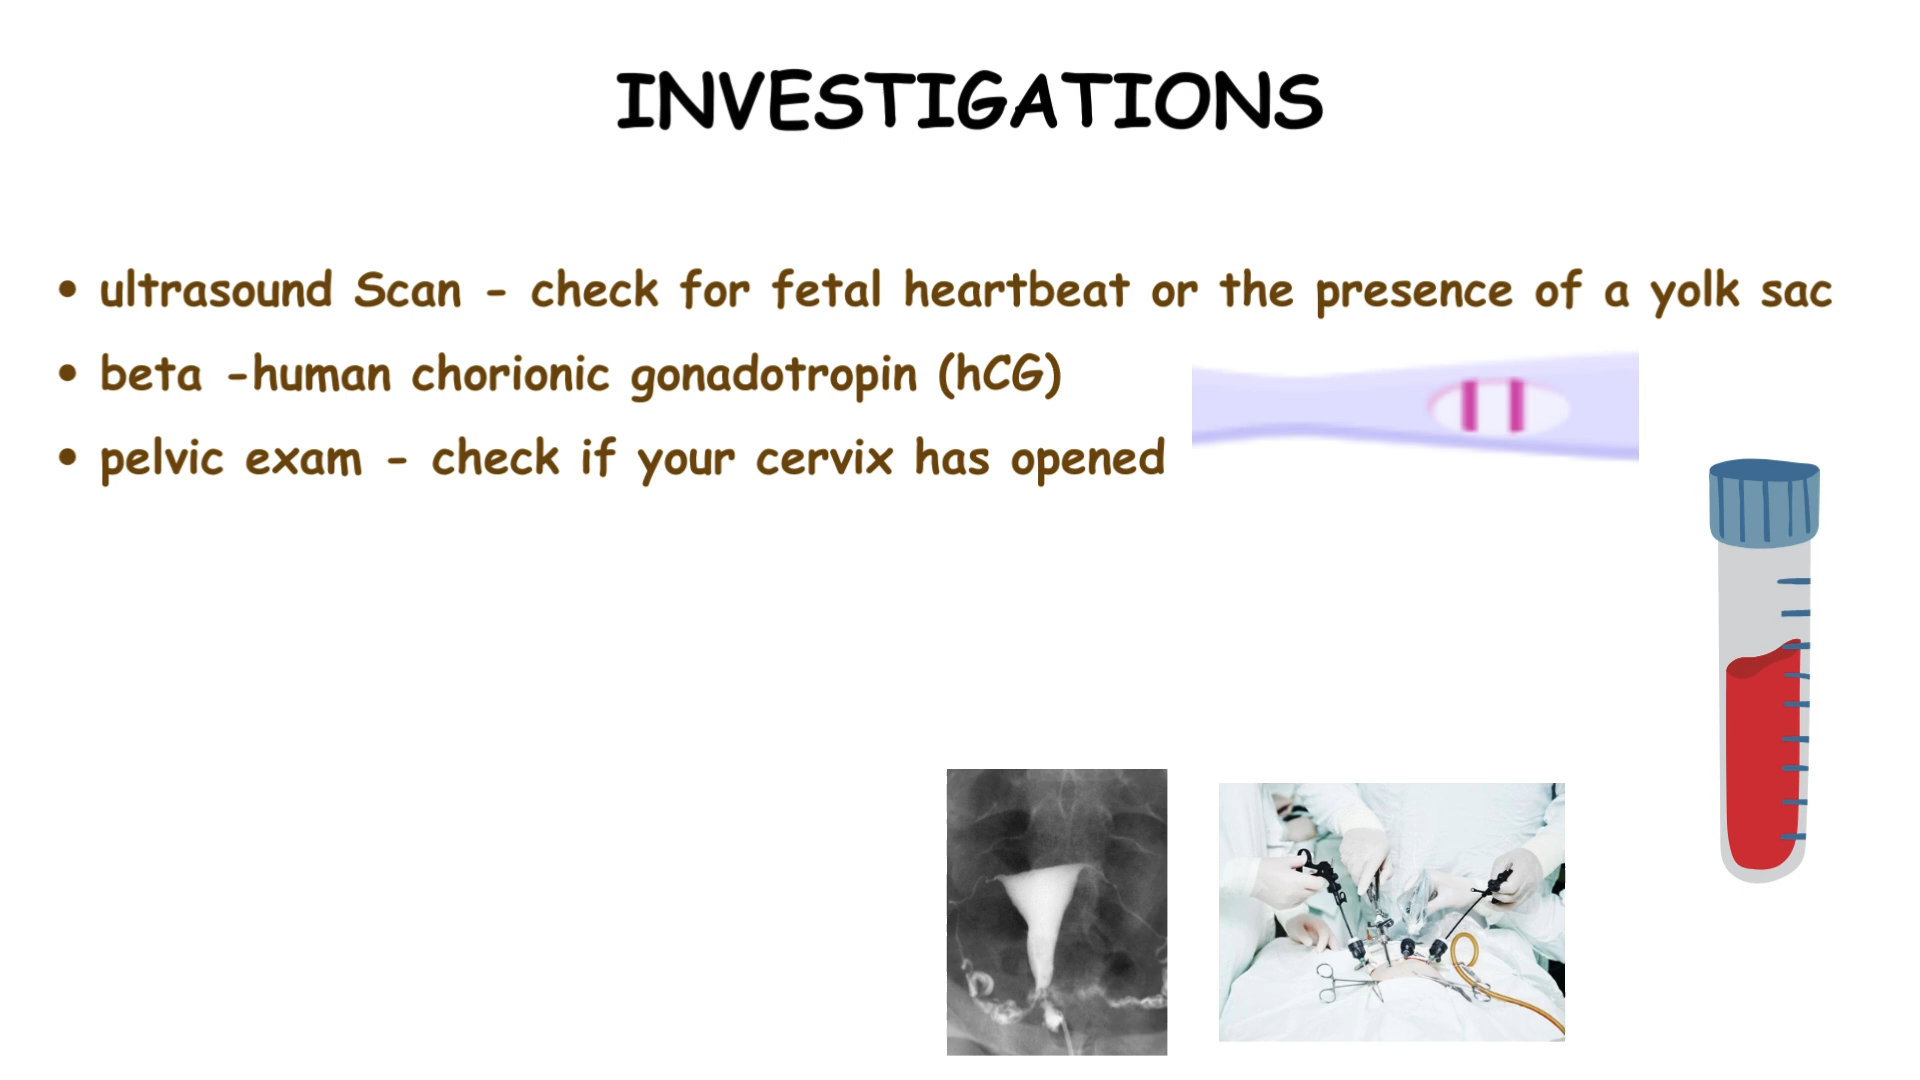 INVESTIGATIONS
• ultrasound Scan - check for fetal heartbeat or the presence of a yolk sac
• beta -human chorionic gonadotropin (hCG)
• pelvic exam - check if your cervix has opened